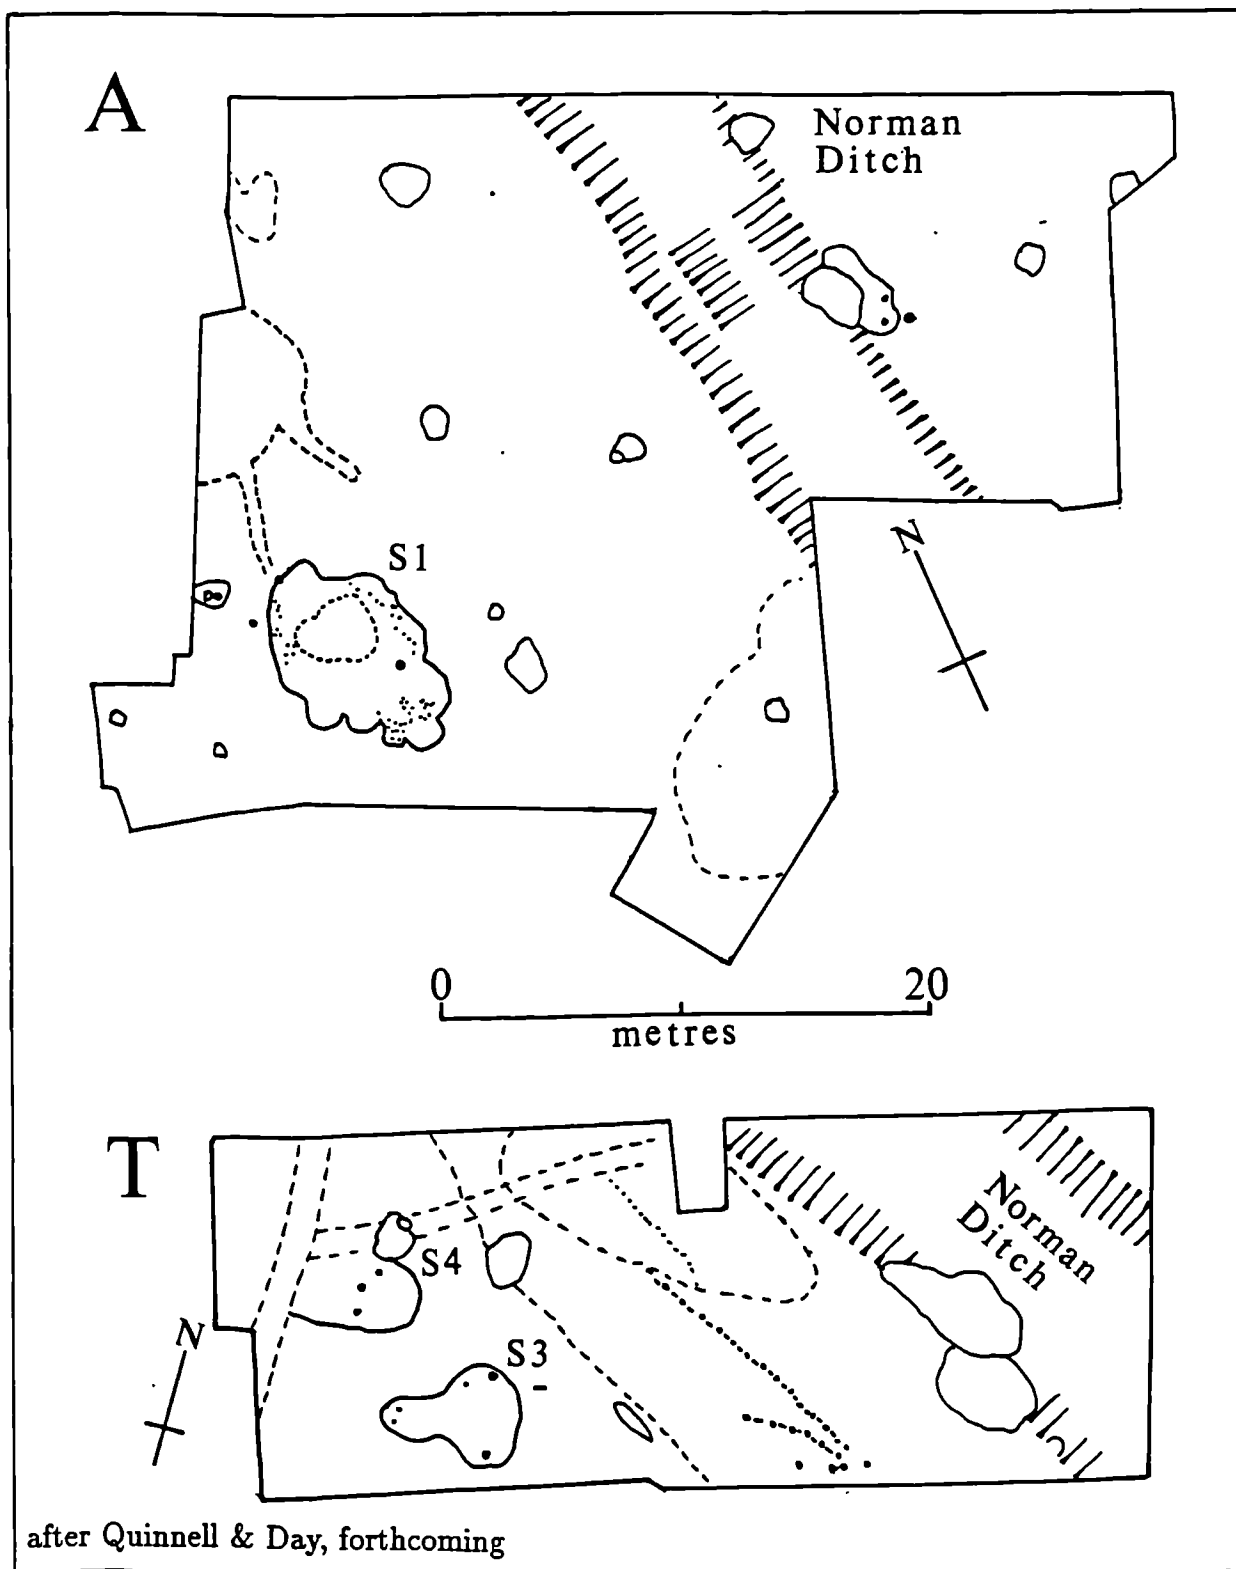 A
Norman
Ditch
S1
N
0 20
metres
T
Norman
Ditch
S4
S3
N
after Quinnell & Day, forthcoming